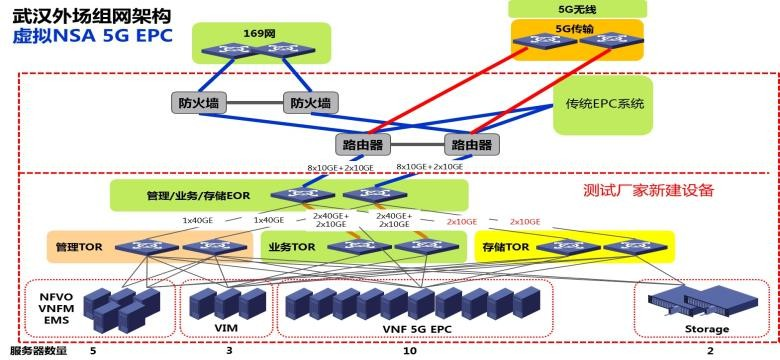 武汉外场组网架构
虚拟NSA 5G EPC
5G无线
169网
5G传输
防火墙
防火墙
传统EPC系统
路由器
路由器
8x10GE+2x10GE
8x10GE+2x10GE
管理/业务/存储EOR
测试厂家新建设备
1x40GE
1x40GE
2x40GE+
2x10GE
2x40GE+
2x10GE
2x10GE
2x10GE
管理TOR
业务TOR
存储TOR
NFVO
VNFM
EMS
VIM
VNF 5G EPC
Storage
服务器数量
5
3
10
2